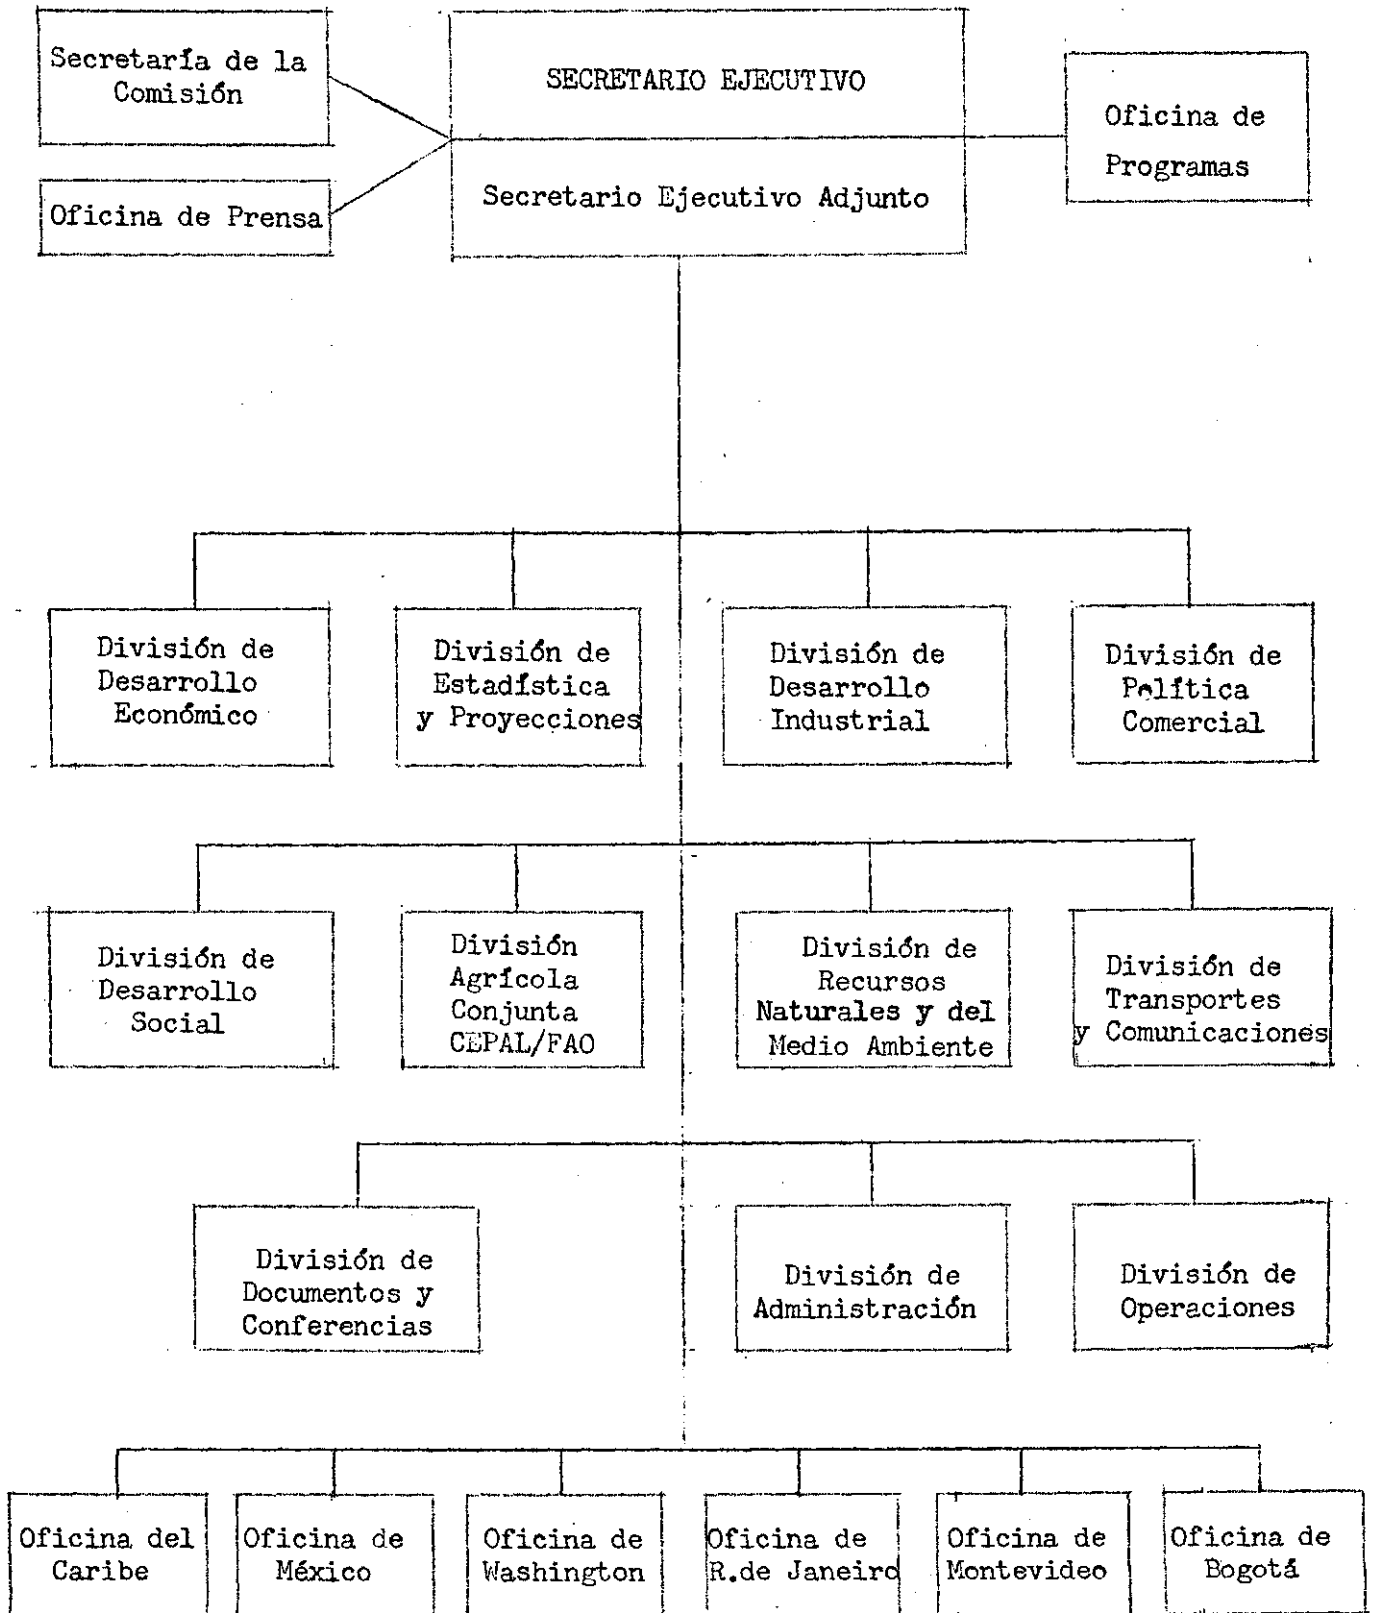 Secretaría de la
Comisión
SECRETARIO EJECUTIVO
Oficina de
Programas
Oficina de Prensa
Secretario Ejecutivo Adjunto
División de
Desarrollo
Económico
División de
Estadística
y Proyecciones
División de
Desarrollo
Industrial
División de
Política
Comercial
División de
Desarrollo
Social
División
Agrícola
Conjunta
CEPAL/FAO
División de
Recursos
Naturales y del
Medio Ambiente
División de
Transportes
y Comunicaciones
División de
Documentos y
Conferencias
División de
Administración
División de
Operaciones
Oficina del
Caribe
Oficina de
México
Oficina de
Washington
Oficina de
R.de Janeiro
Oficina de
Montevideo
Oficina de
Bogotá